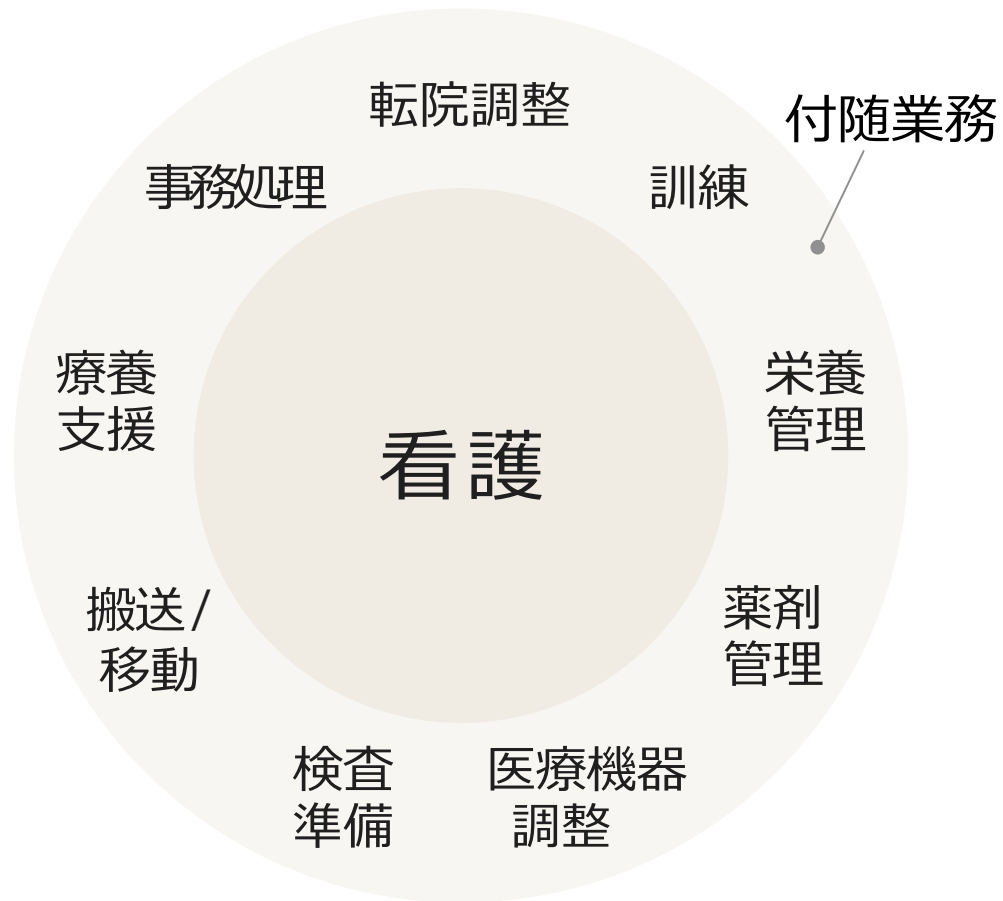 転院調整
付随業務
事務処理
訓練
療養
支援
栄養
管理
看護
搬送/
移動
薬剤
管理
検査
準備
医療機器
調整